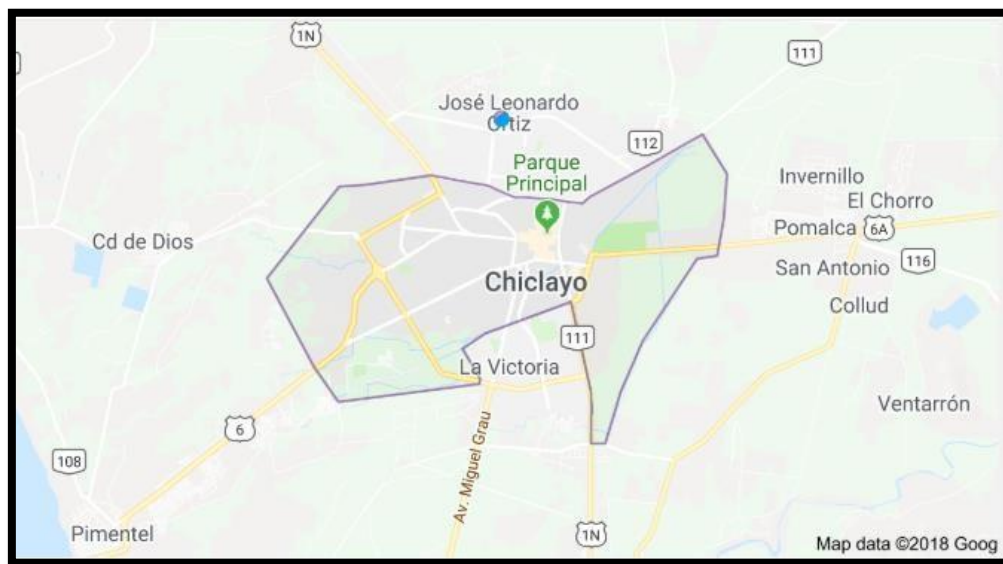 1N
111
José Leonardo
Ortiz
112
Parque
Principal
Invernillo
El Chorro
Cd de Dios
Pomalca
6A
San Antonio
116
Chiclayo
Collud
111
La Victoria
Ventarrón
6
Av. Miguel Grau
108
Pimentel
1N
Map data ©2018 Goog